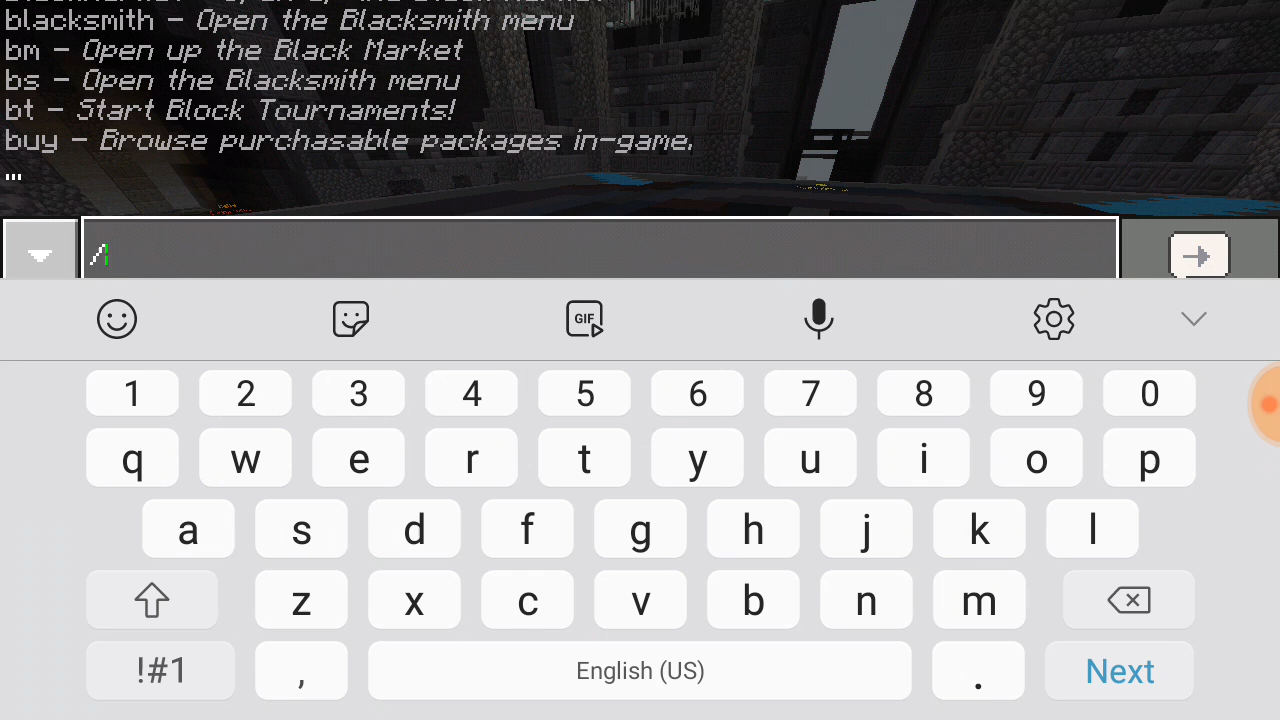 blacksmith - Open the Blacksmith menu
bm - Open up the Black Market
bs - Open the Blacksmith menu
bt - Start Block Tournaments!
buy - Browse purchasable packages in-game.
...
/
GIF
1 2 3 4 5 6 7 8 9 0
q w e r t y u i o p
a s d f g h j k l
z x c v b n m
!#1 , English (US) . Next